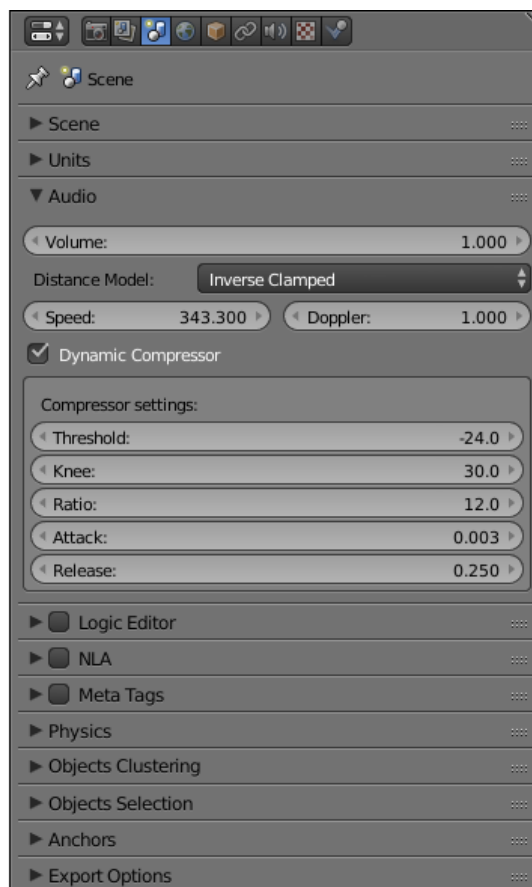 Scene
Scene
Units
Audio
Volume: 1.000
Distance Model: Inverse Clamped
Speed: 343.300 Doppler: 1.000
Dynamic Compressor
Compressor settings:
Threshold: -24.0
Knee: 30.0
Ratio: 12.0
Attack: 0.003
Release: 0.250
Logic Editor
NLA
Meta Tags
Physics
Objects Clustering
Objects Selection
Anchors
Export Options